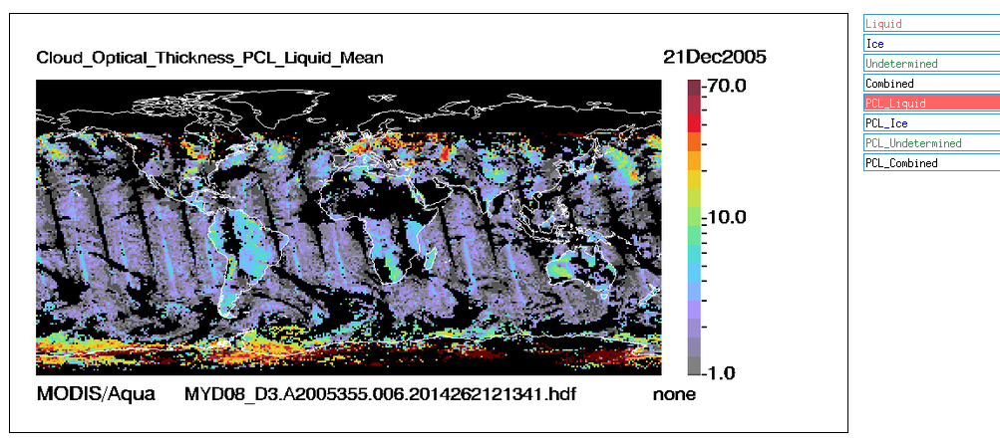 Cloud_Optical_Thickness_PCL_Liquid_Mean 21Dec2005
70.0
10.0
1.0
MODIS/Aqua MYD08_D3.A2005355.006.2014262121341.hdf none
Liquid
Ice
Undetermined
Combined
PCL_Liquid
PCL_Ice
PCL_Undetermined
PCL_Combined